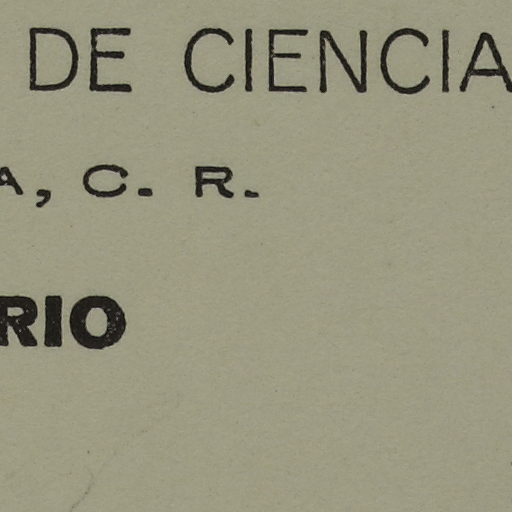 DE CIENCIA
A, C. R.
RIO